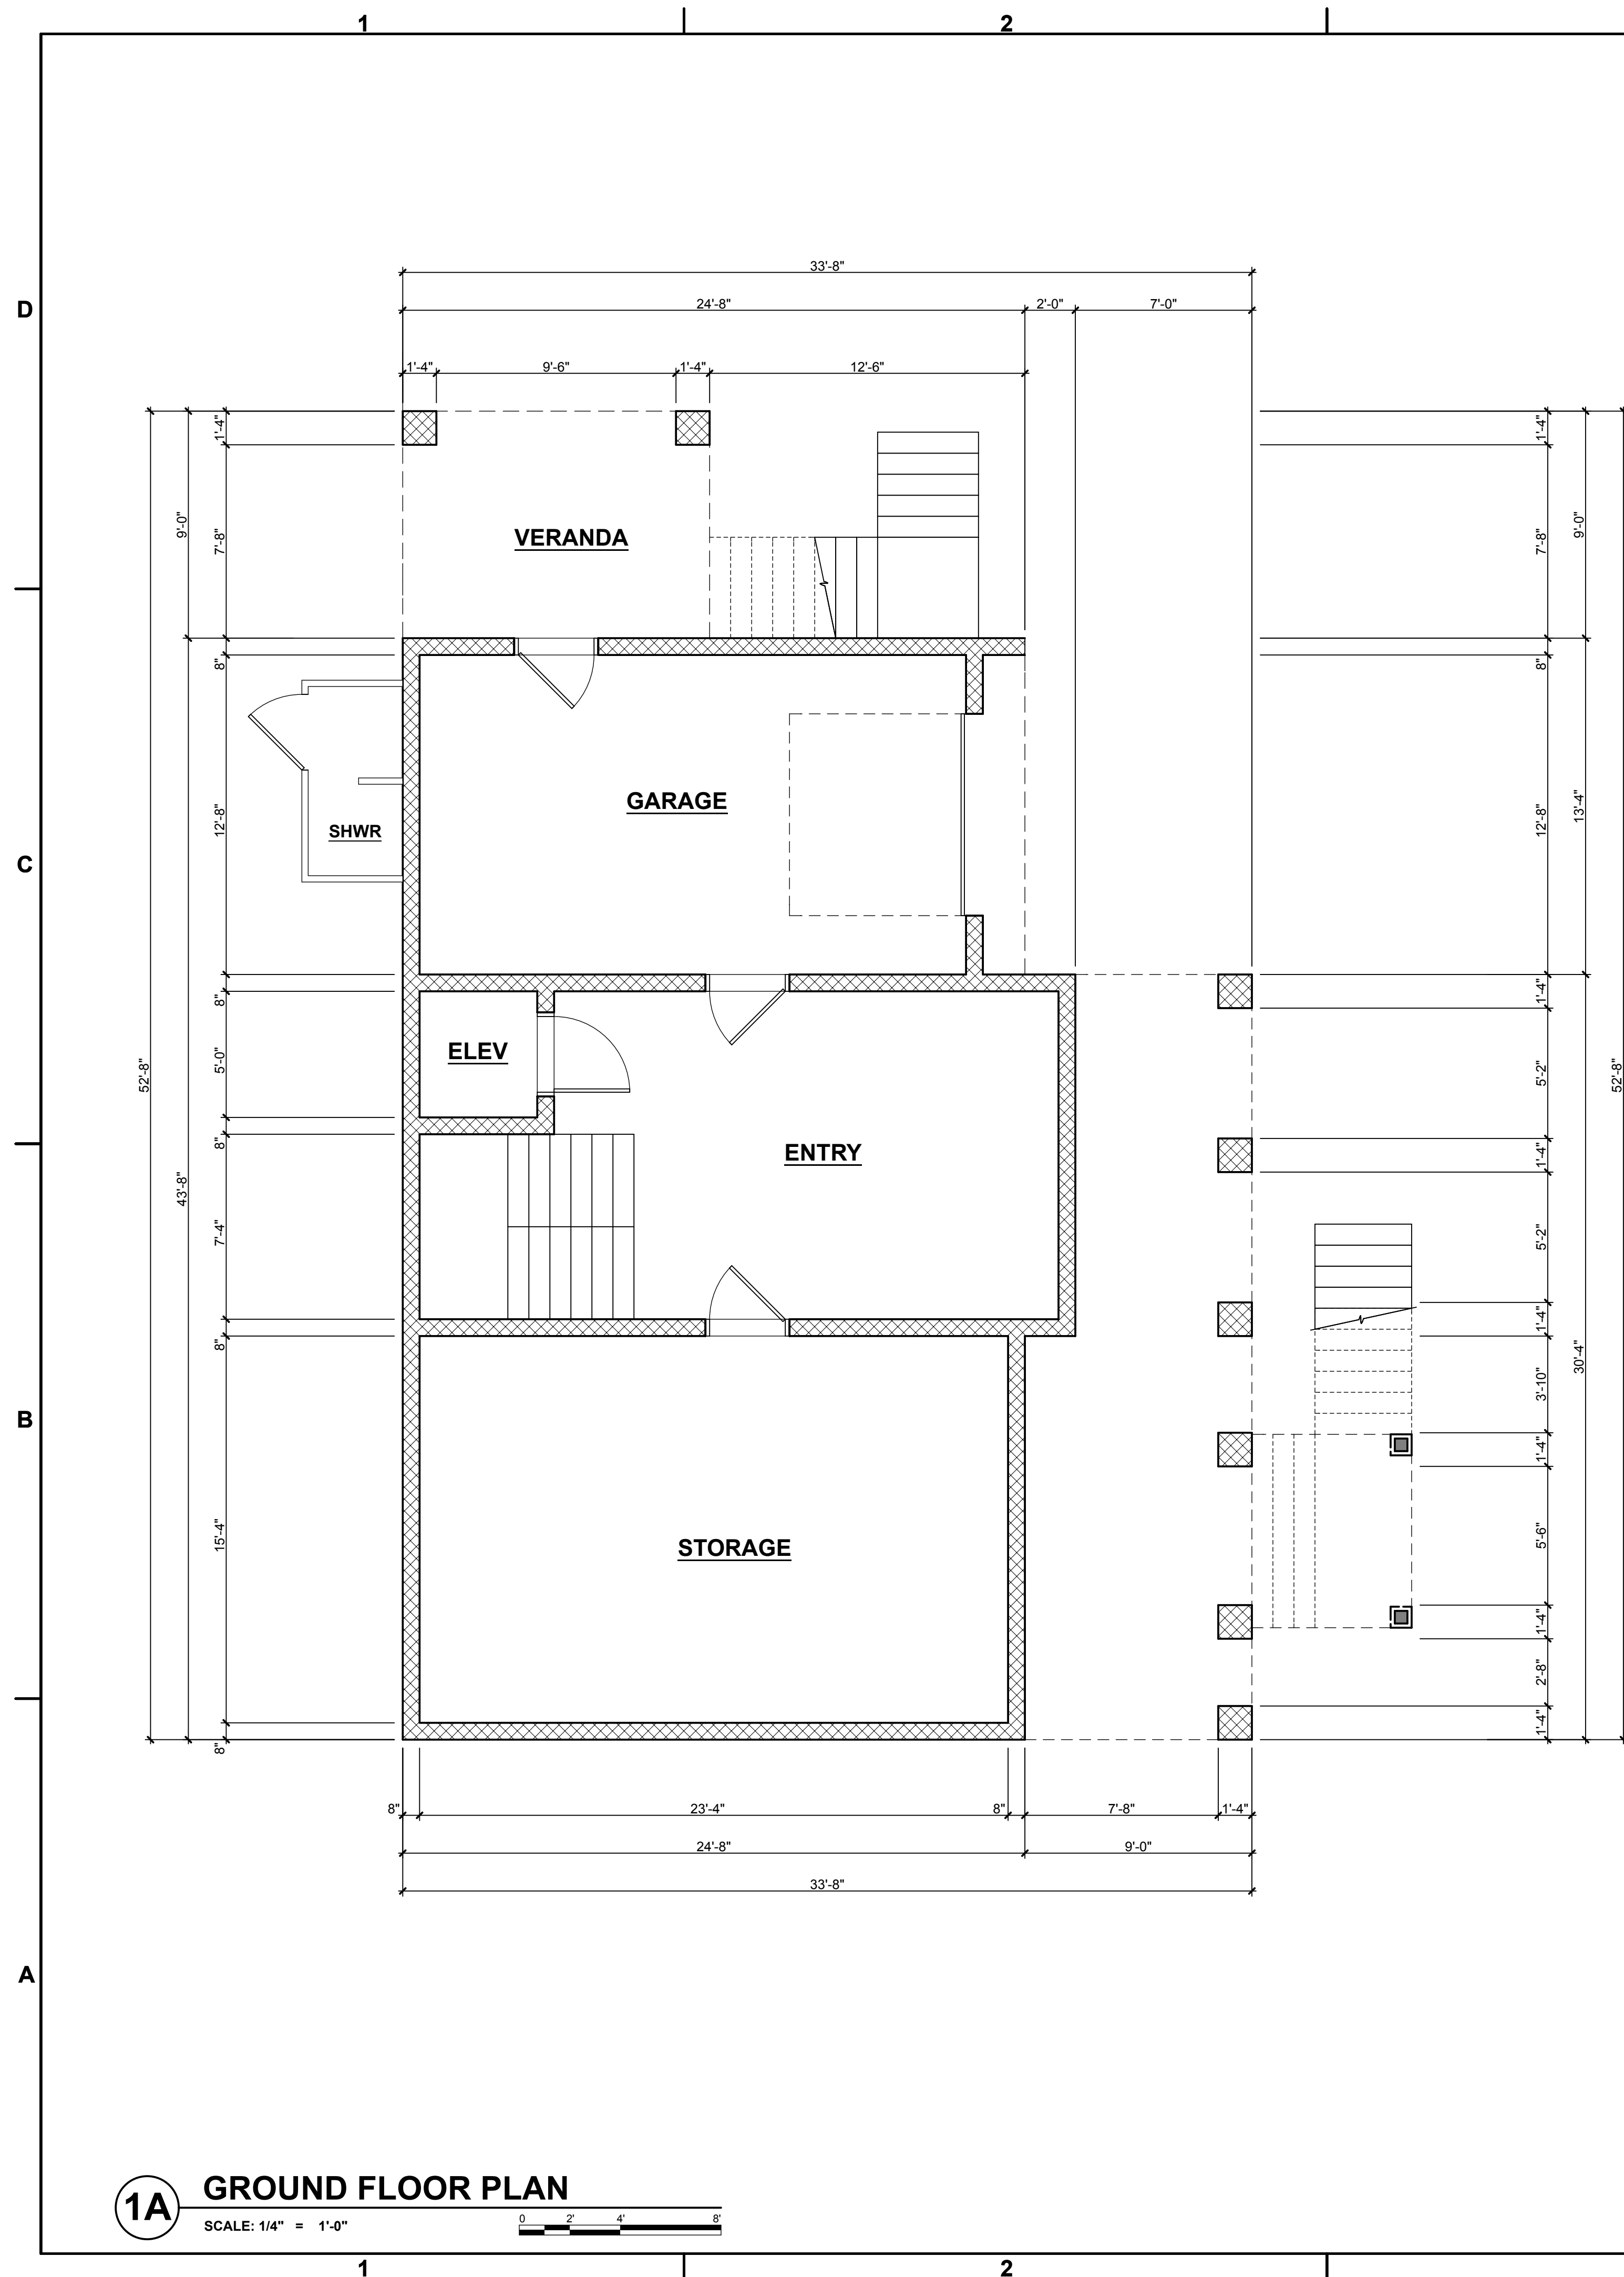 1 2
33'-8"
D 24'-8" 2'-0" 7'-0"
1'-4" 9'-6" 1'-4" 12'-6"
1'-4" 1'-4"
9'-0" 7'-8" VERANDA 7'-8" 9'-0"
8" 8"
GARAGE
12'-8" SHWR 12'-8" 13'-4"
C
8" 1'-4"
52'-8" 5'-0" ELEV 5'-2" 52'-8"
8" ENTRY 1'-4"
43'-8" 7'-4" 5'-2"
8" 1'-4"
30'-4"
B 3'-10"
1'-4"
15'-4" STORAGE 5'-6"
1'-4"
2'-8"
8" 1'-4"
8" 23'-4" 8" 7'-8" 1'-4"
24'-8" 9'-0"
33'-8"
A
1A GROUND FLOOR PLAN
SCALE: 1/4" = 1'-0" 0 2' 4' 8'
1 2